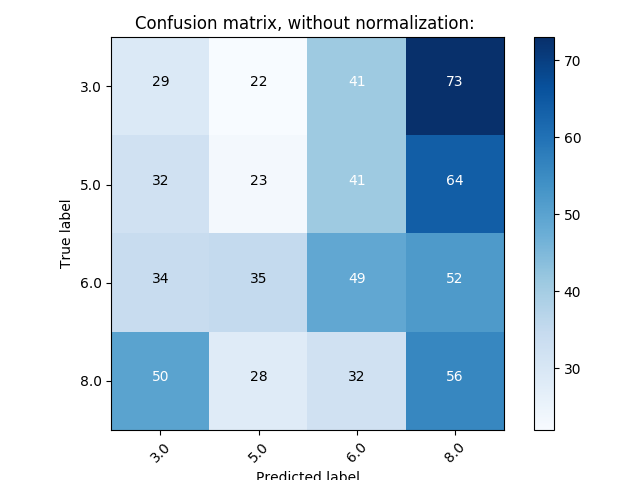 Confusion matrix, without normalization:
3.0 29 22 41 73
5.0 32 23 41 64
6.0 34 35 49 52
8.0 50 28 32 56
3.0 5.0 6.0 8.0
True label
Predicted label
70
60
50
40
30